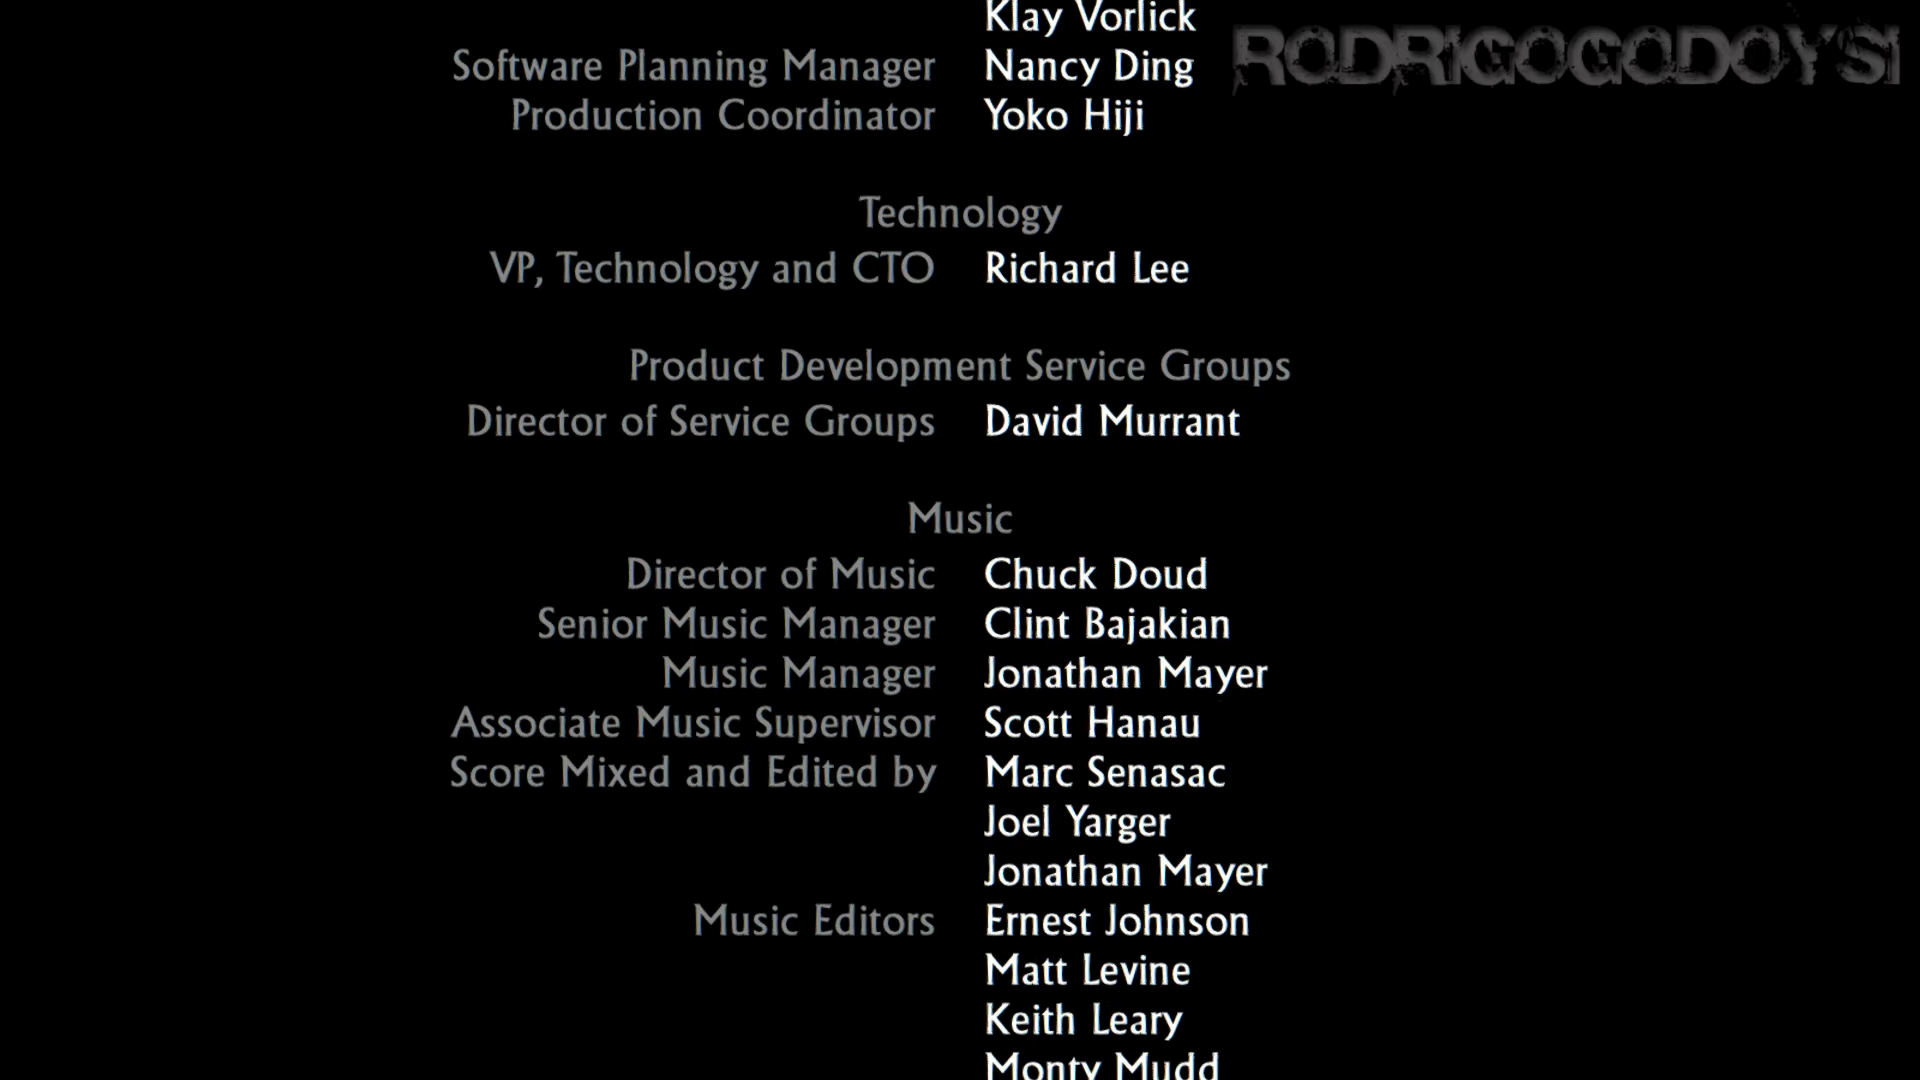 Klay Vorlick
RODRIGOGODOYSI
Software Planning Manager Nancy Ding
Production Coordinator Yoko Hiji
Technology
VP, Technology and CTO Richard Lee
Product Development Service Groups
Director of Service Groups David Murrant
Music
Director of Music Chuck Doud
Senior Music Manager Clint Bajakian
Music Manager Jonathan Mayer
Associate Music Supervisor Scott Hanau
Score Mixed and Edited by Marc Senasac
Joel Yarger
Jonathan Mayer
Music Editors Ernest Johnson
Matt Levine
Keith Leary
Monty Mudd